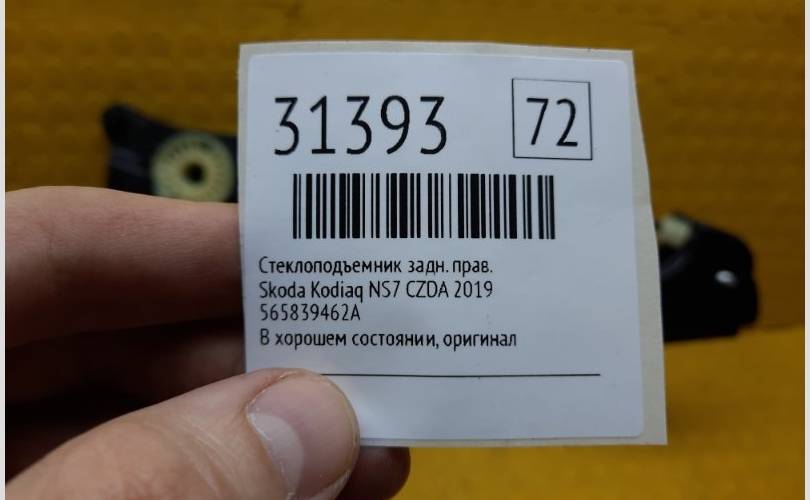 31393 72
Стеклоподъемник задн. прав.
Skoda Kodiaq NS7 CZDA 2019
565839462A
В хорошем состоянии, оригинал